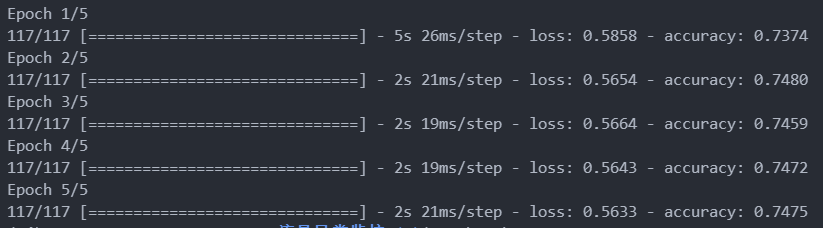 Epoch 1/5
117/117 [==============================] - 5s 26ms/step - loss: 0.5858 - accuracy: 0.7374
Epoch 2/5
117/117 [==============================] - 2s 21ms/step - loss: 0.5654 - accuracy: 0.7480
Epoch 3/5
117/117 [==============================] - 2s 19ms/step - loss: 0.5664 - accuracy: 0.7459
Epoch 4/5
117/117 [==============================] - 2s 19ms/step - loss: 0.5643 - accuracy: 0.7472
Epoch 5/5
117/117 [==============================] - 2s 21ms/step - loss: 0.5633 - accuracy: 0.7475